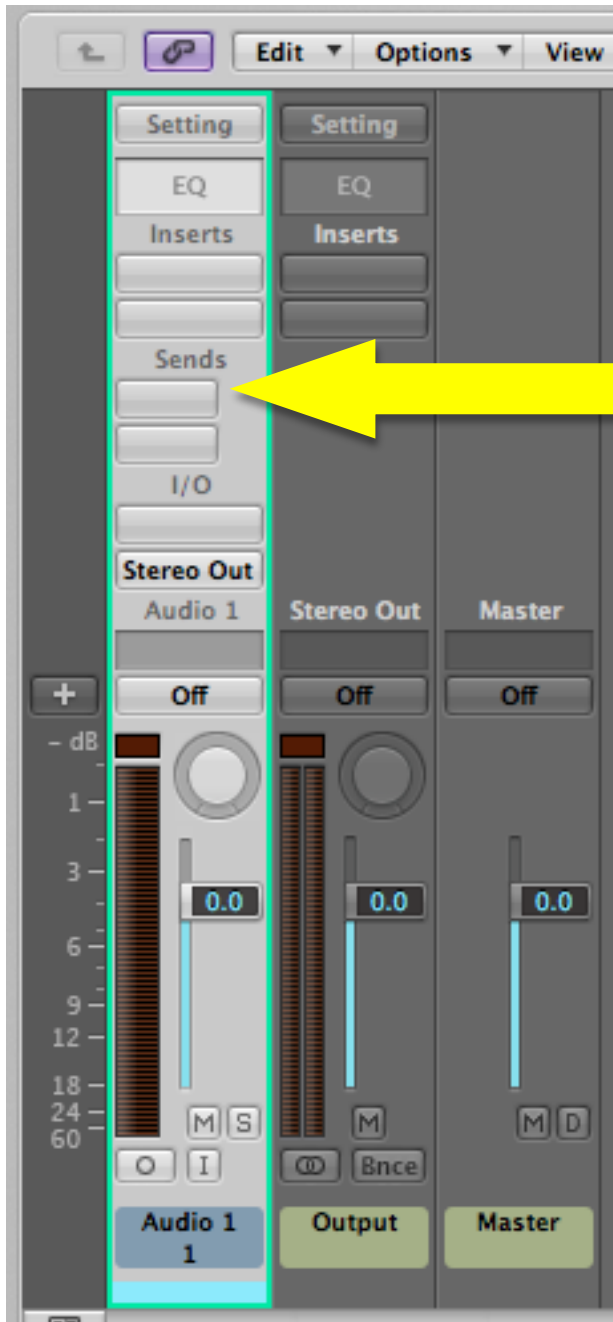 Edit Options View
Setting Setting
EQ EQ
Inserts Inserts
Sends
I/O
Stereo Out
Audio 1 Stereo Out Master
+ Off Off Off
- dB
1
3
0.0 0.0 0.0
6
9
12
18
24 M S M M D
60
O I Bnce
Audio 1 Output Master
1